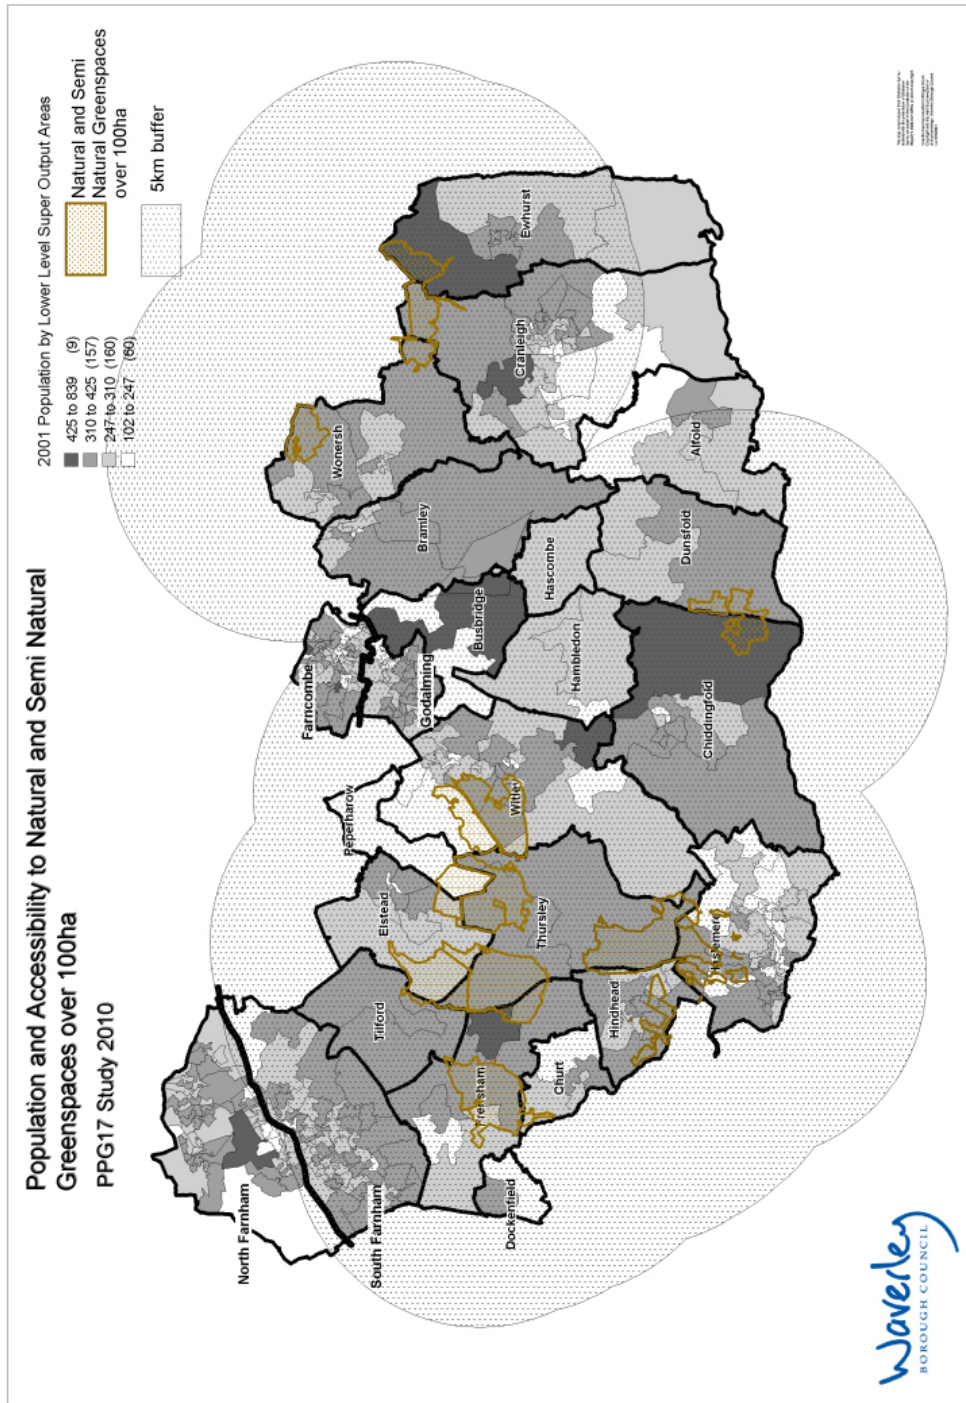 Population and Accessibility to Natural and Semi Natural
Greenspaces over 100ha
PPG17 Study 2010
2001 Population by Lower Level Super Output Areas
425 to 839 (9)
310 to 425 (157)
247 to 310 (160)
102 to 247 (60)
Natural and Semi
Natural Greenspaces
over 100ha
5km buffer
North Farnham
South Farnham
Dockenfield
Frensham
Tilford
Churt
Hindhead
Elstead
Thursley
Haslemere
Peperharow
Witley
Farncombe
Godalming
Busbridge
Hambledon
Chiddingfold
Hascombe
Bramley
Dunsfold
Wonersh
Alfold
Cranleigh
Ewhurst
Waverley
BOROUGH COUNCIL